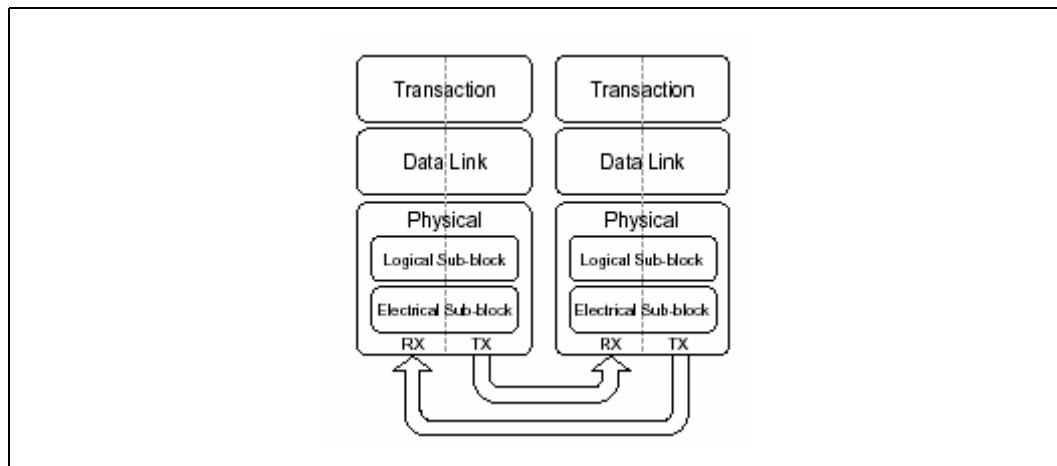 Transaction
Transaction
Data Link
Data Link
Physical
Physical
Logical Sub-block
Logical Sub-block
Electrical Sub-block
Electrical Sub-block
RX TX
RX TX